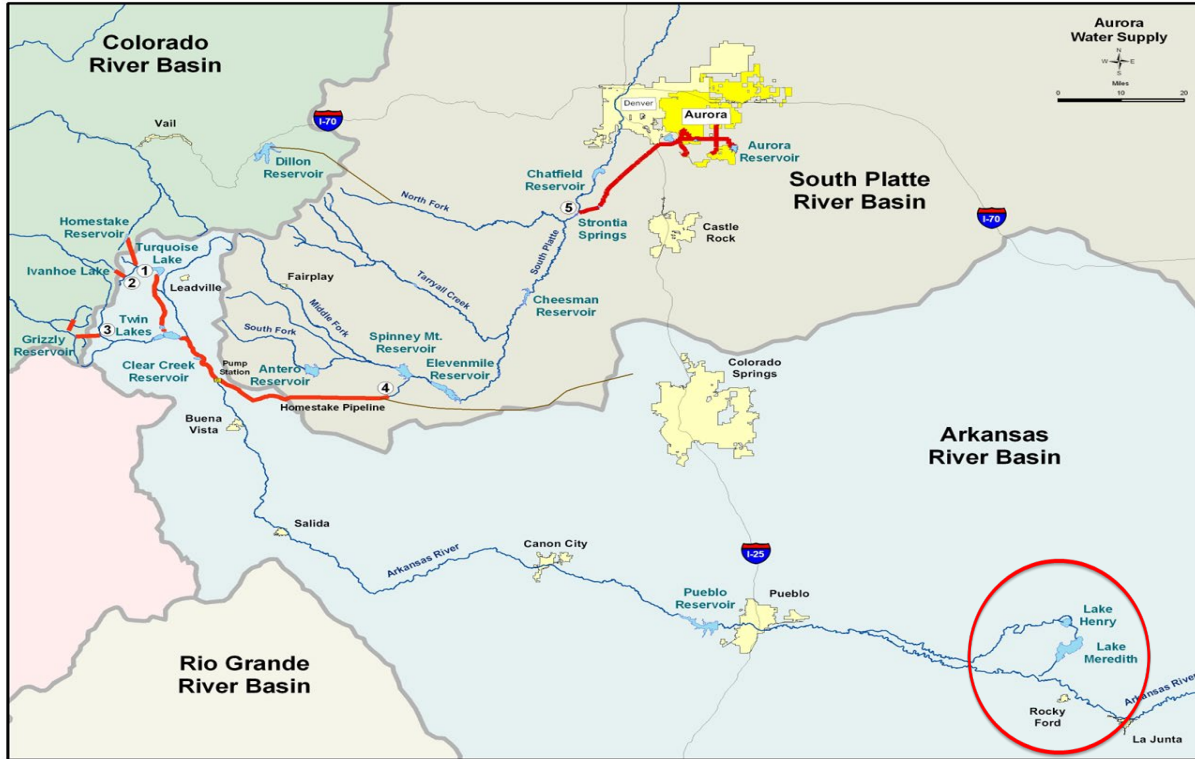 Colorado
River Basin
Aurora
Water Supply
N
W
E
S
Miles
0
10
20
I-70
Vail
Dillon
Reservoir
Denver
Aurora
Aurora
Reservoir
Chatfield
Reservoir
North Fork
5
Strontia
Springs
South Platte
River Basin
I-70
Castle
Rock
Homestake
Reservoir
Turquoise
Lake
Ivanhoe Lake
1
2
Leadville
Fairplay
Tarryall Creek
South Platte
Cheesman
Reservoir
Middle Fork
South Fork
Twin
Lakes
3
Grizzly
Reservoir
Clear Creek
Reservoir
Pump
Station
Antero
Reservoir
Spinney Mt.
Reservoir
Elevenmile
Reservoir
4
Homestake Pipeline
Colorado
Springs
Buena
Vista
Arkansas
River Basin
Salida
Arkansas River
Canon City
I-25
Pueblo
Reservoir
Pueblo
Lake
Henry
Lake
Meredith
Rio Grande
River Basin
Rocky
Ford
Arkansas River
La Junta